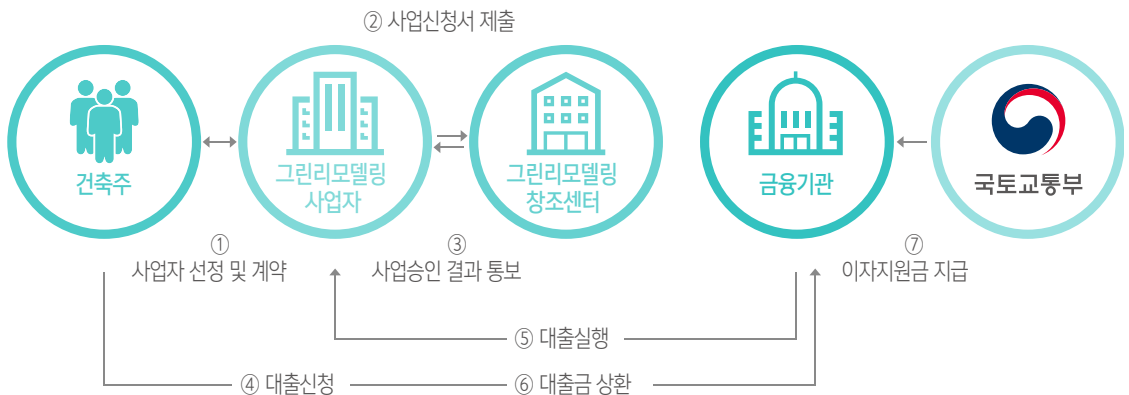 ② 사업신청서 제출
건축주
그린리모델링
사업자
그린리모델링
창조센터
금융기관
국토교통부
①
사업자 선정 및 계약
③
사업승인 결과 통보
⑦
이자지원금 지급
⑤ 대출실행
④ 대출신청
⑥ 대출금 상환